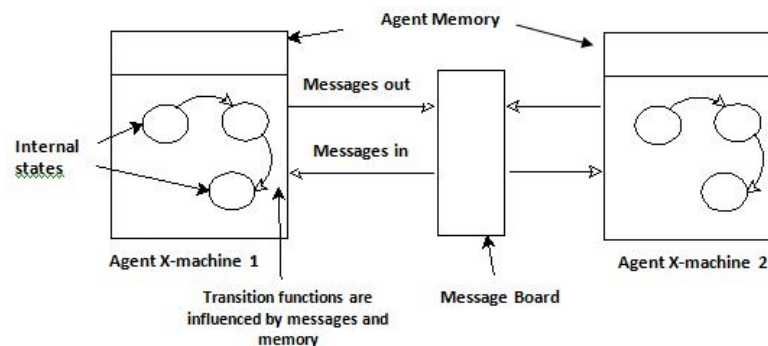 Agent Memory
Messages out
Internal
states
Messages in
Agent X-machine 1
Agent X-machine 2
Transition functions are
influenced by messages and
memory
Message Board